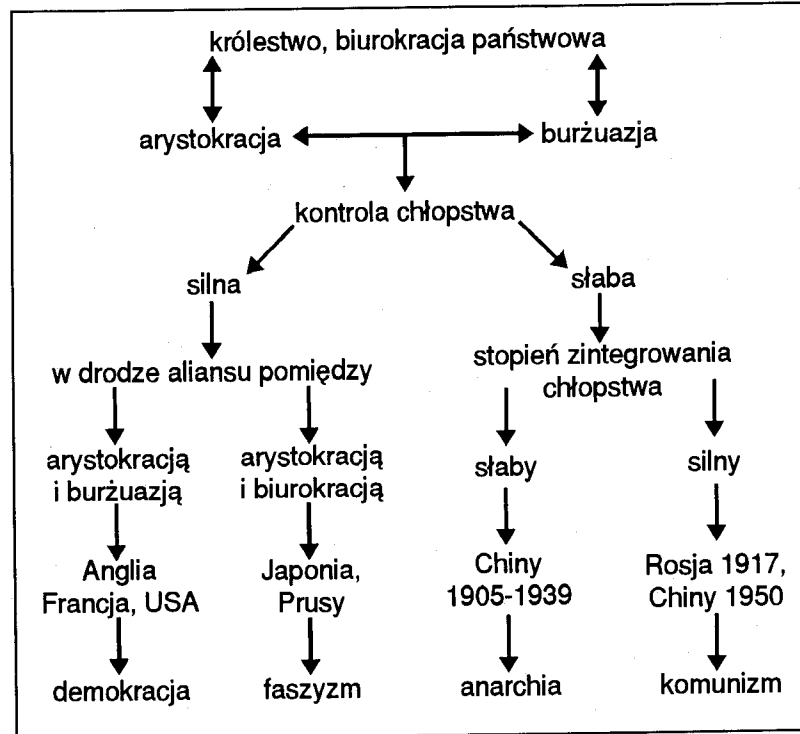 królestwo, biurokracja państwowa
arystokracja
burżuazja
kontrola chłopstwa
silna
słaba
w drodze aliansu pomiędzy
stopień zintegrowania
chłopstwa
arystokracją
i burżuazją
arystokracją
i biurokracją
słaby
silny
Anglia
Francja, USA
Japonia,
Prusy
Chiny
1905-1939
Rosja 1917,
Chiny 1950
demokracja
faszyzm
anarchia
komunizm